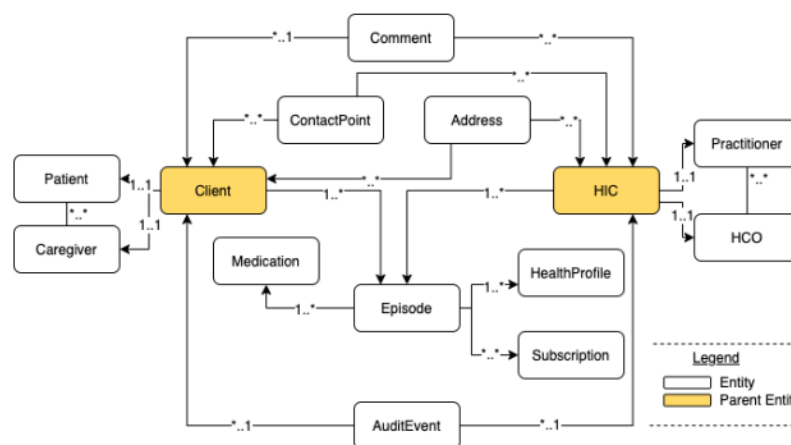 Comment
*..1
*..*
*..*
ContactPoint
Address
*..*
*..*
Practitioner
Patient
1..1
Client
*..*
1..*
1..*
HIC
1..1
*..*
*..*
1..1
1..1
Caregiver
HCO
Medication
HealthProfile
1..*
1..*
Episode
*..*
Subscription
Legend
Entity
Parent Entit
*..1
AuditEvent
*..1